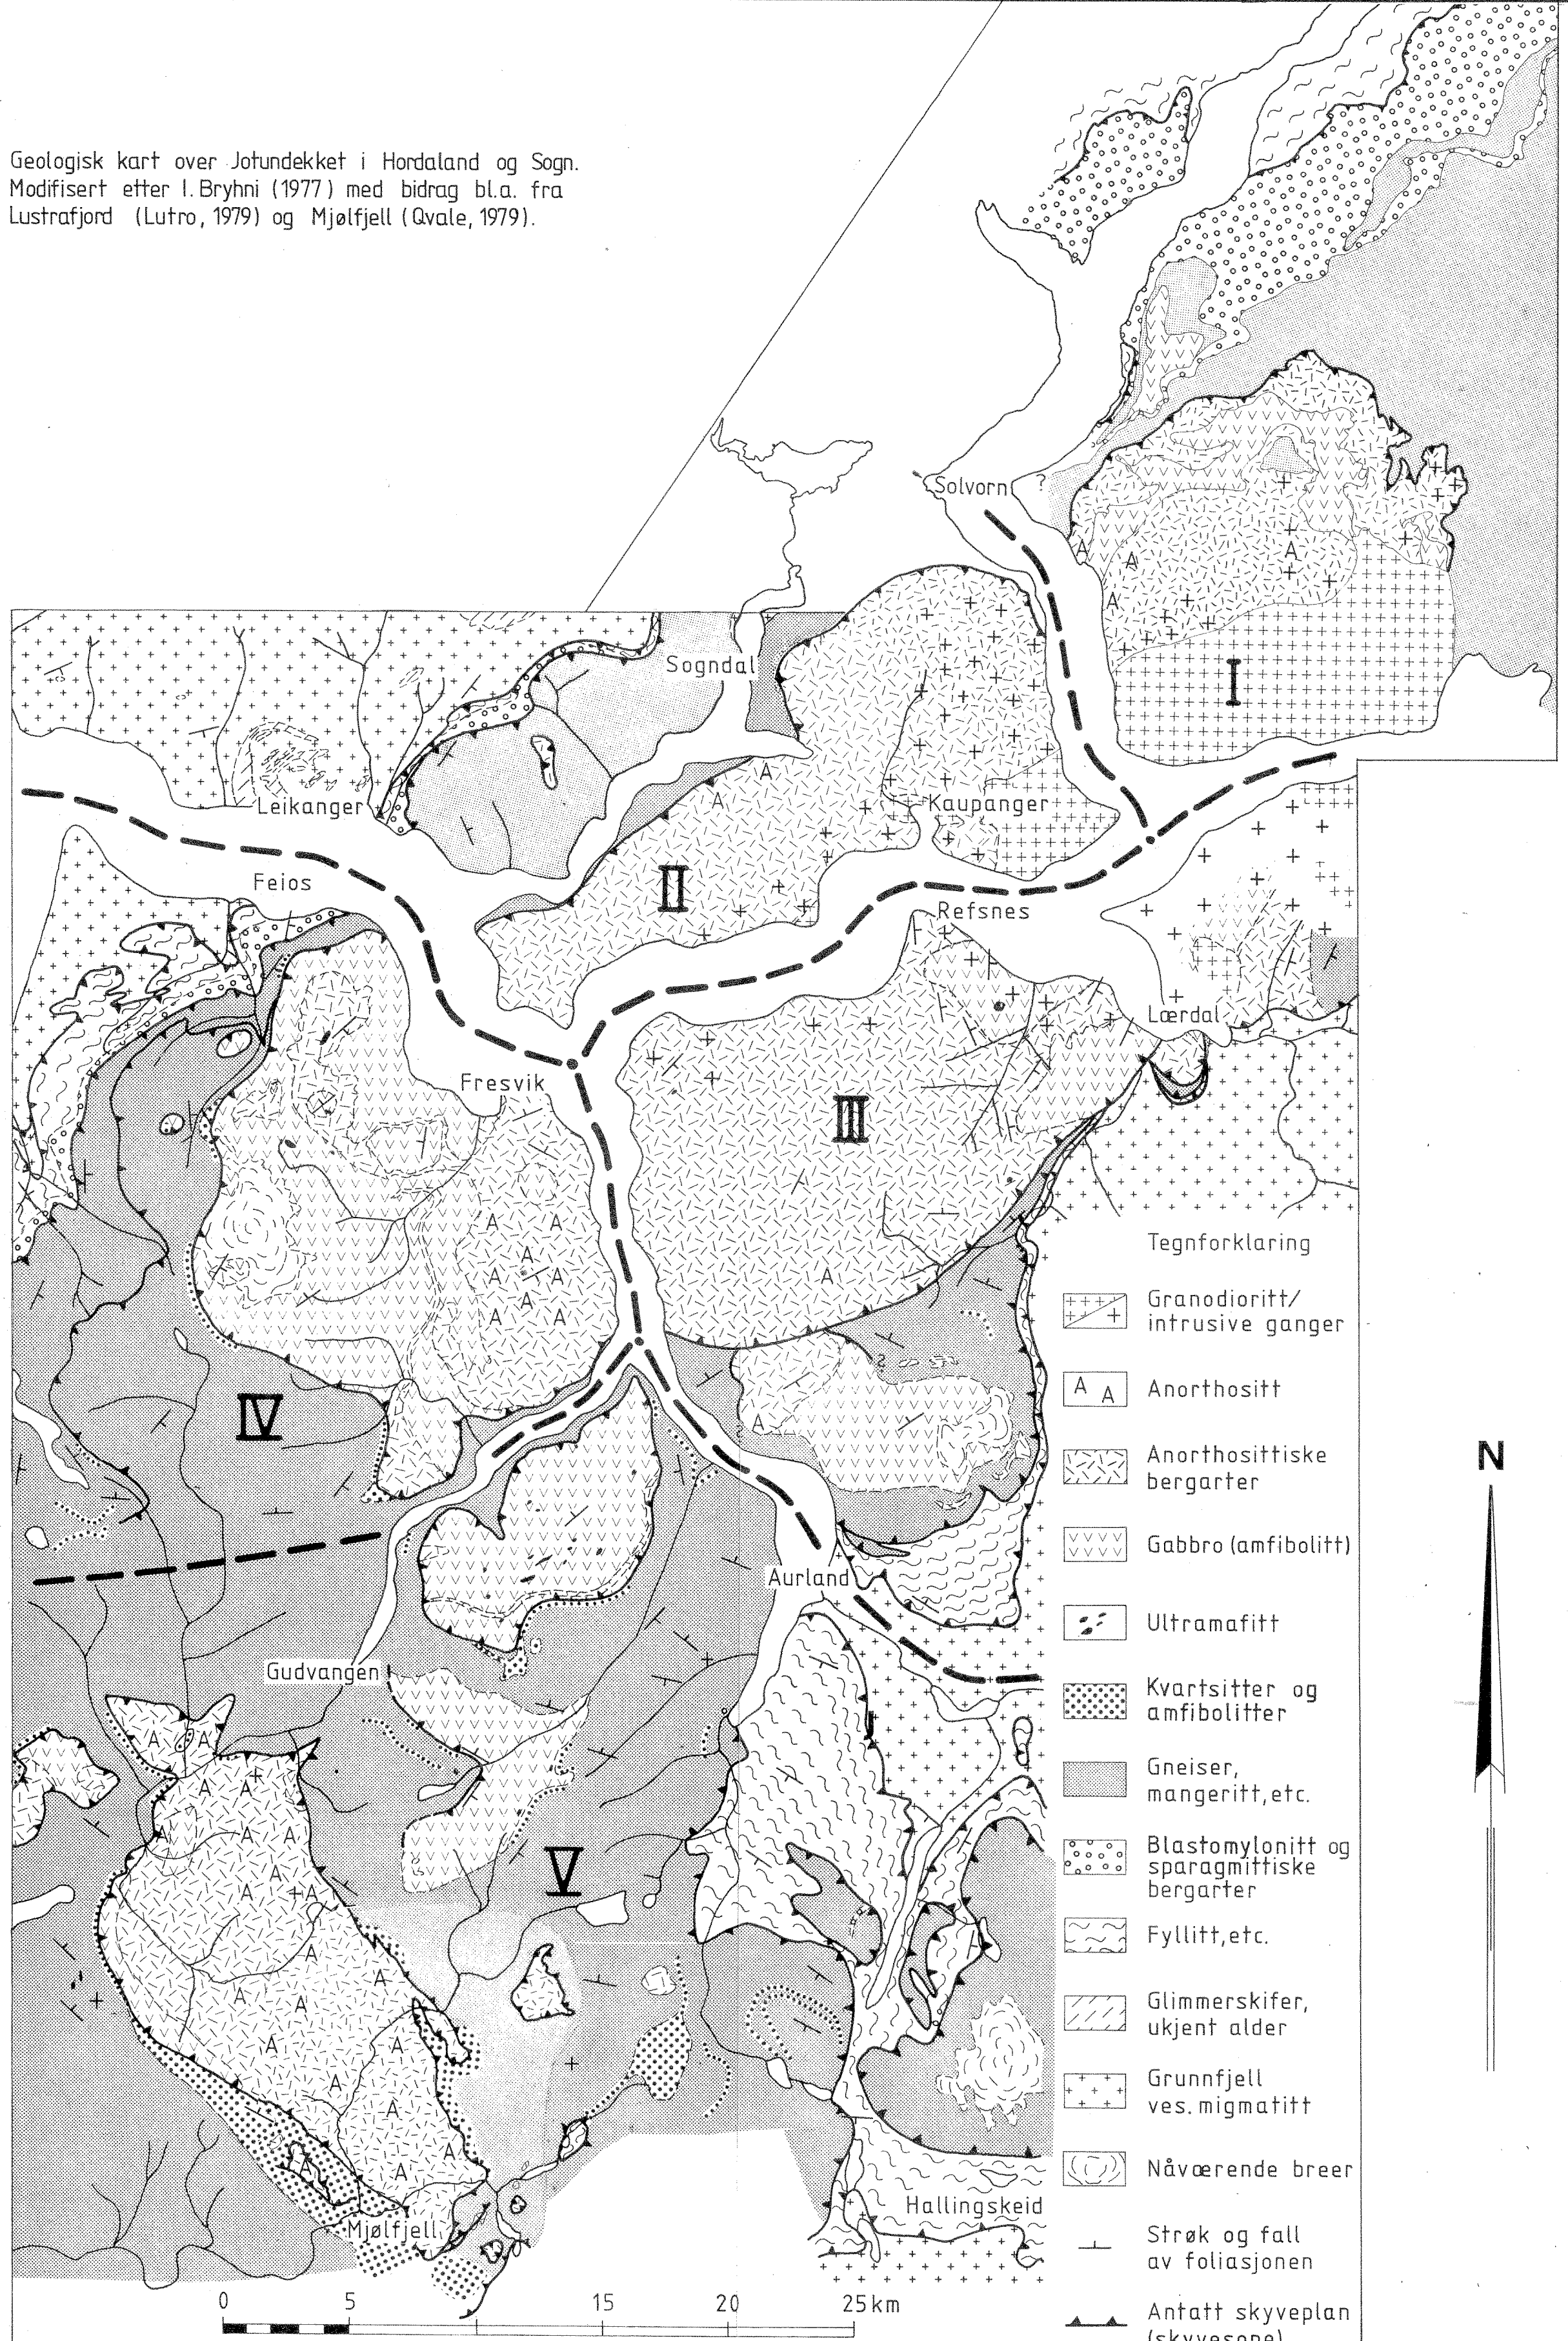 Geologisk kart over Jotundekket i Hordaland og Sogn.
Modifisert etter I. Bryhni (1977) med bidrag bl.a. fra
Lustrafjord (Lutro, 1979) og Mjølfjell (Qvale, 1979).
Solvorn
?
Sogndal
I
Leikanger
Kaupanger
Feios
II
Refsnes
Lærdal
Fresvik
III
IV
Aurland
Gudvangen
V
Hallingskeid
Mjølfjell
Tegnforklaring
Granodioritt/
intrusive ganger
A A Anorthositt
Anorthosittiske
bergarter
Gabbro (amfibolitt)
Ultramafitt
Kvartsitter og
amfibolitter
Gneiser,
mangeritt,etc.
Blastomylonitt og
sparagmittiske
bergarter
Fyllitt,etc.
Glimmerskifer,
ukjent alder
Grunnfjell
ves. migmatitt
Nåværende breer
Strøk og fall
av foliasjonen
Antatt skyveplan
(skyvesone)
N
0 5 15 20 25 km